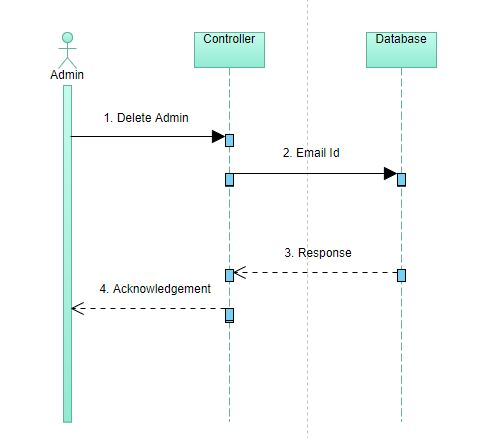 Controller
Database
Admin
1. Delete Admin
2. Email Id
3. Response
4. Acknowledgement